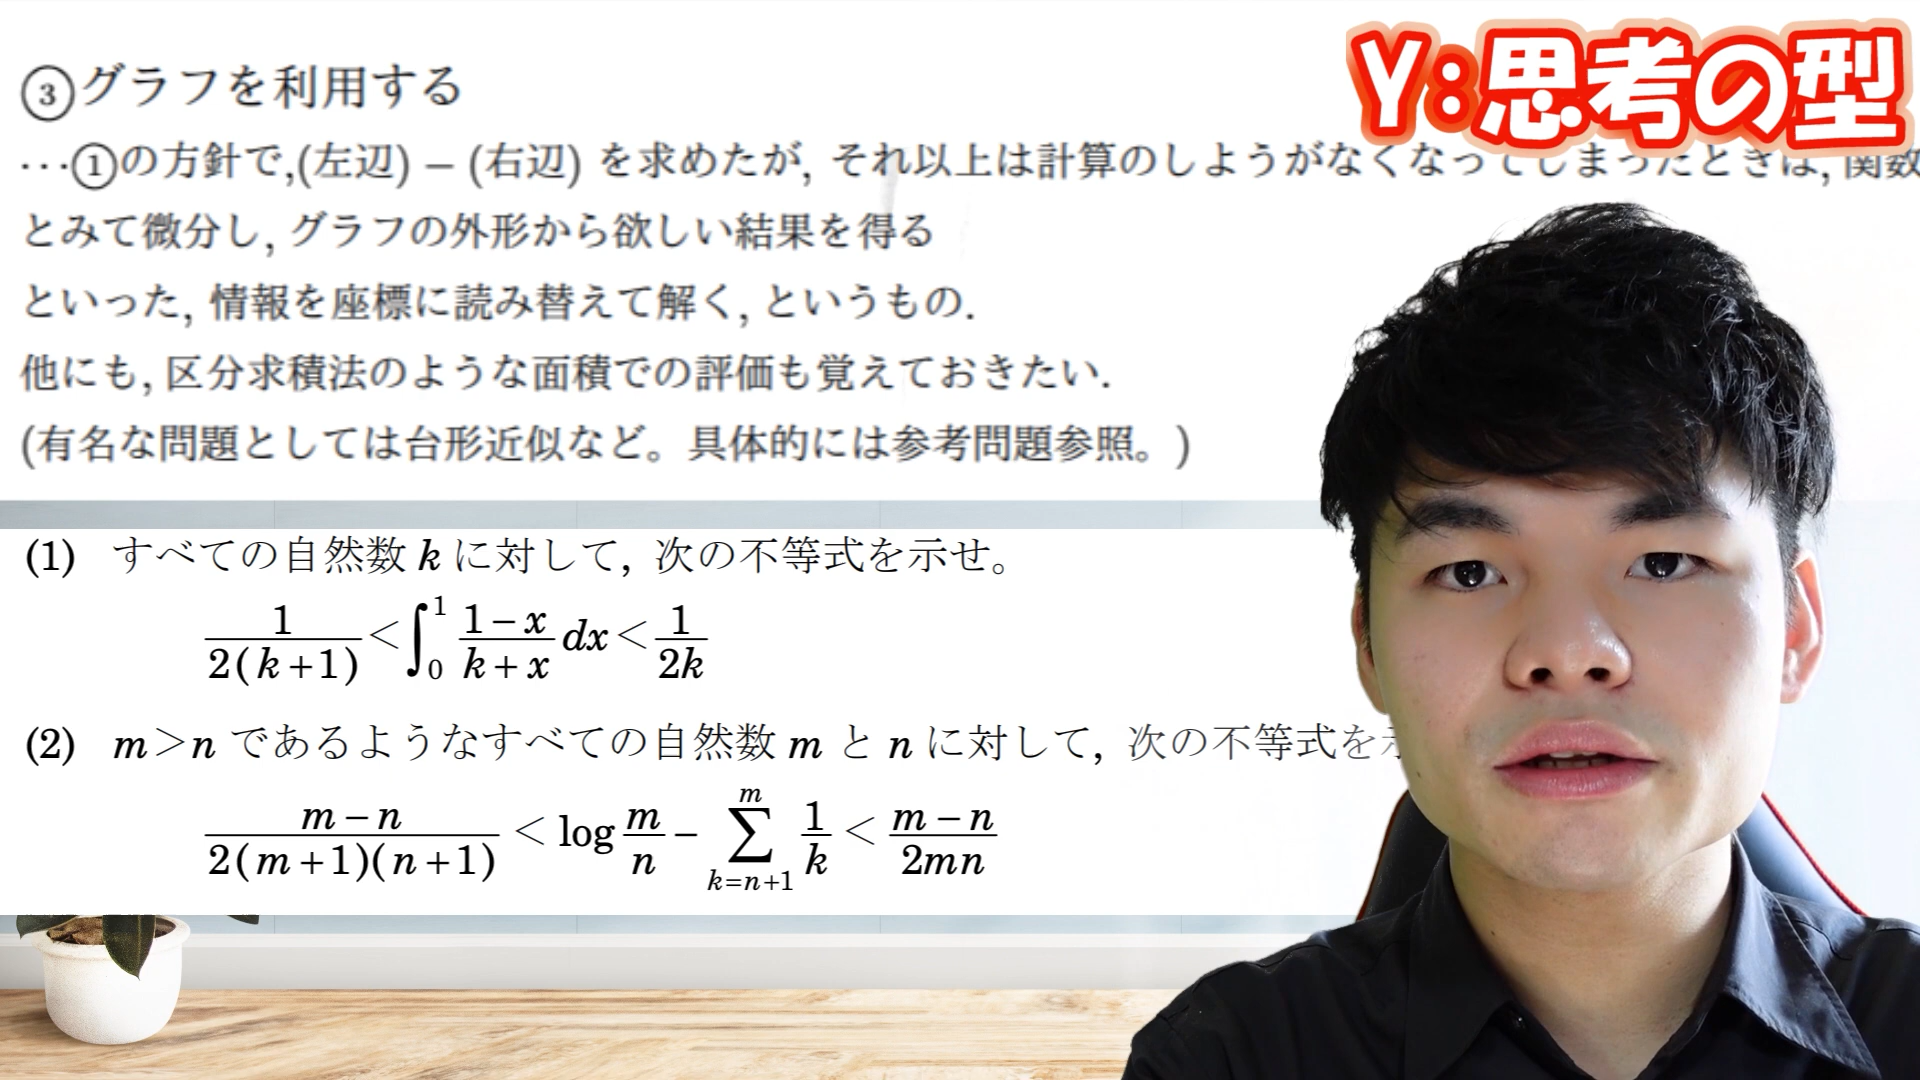 Y:思考の型
③グラフを利用する
…①の方針で,(左辺) − (右辺) を求めたが, それ以上は計算のしようがなくなってしまったときは, 関数
とみて微分し, グラフの外形から欲しい結果を得る
といった, 情報を座標に読み替えて解く, というもの.
他にも, 区分求積法のような面積での評価も覚えておきたい.
(有名な問題としては台形近似など。具体的には参考問題参照。)
(1) すべての自然数 k に対して, 次の不等式を示せ。
1/(2(k+1)) < ∫_0^1 (1−x)/(k+x) dx < 1/(2k)
(2) m>n であるようなすべての自然数 m と n に対して, 次の不等式を
(m−n)/(2(m+1)(n+1)) < log m/n − Σ_{k=n+1}^{m} 1/k < (m−n)/(2mn)